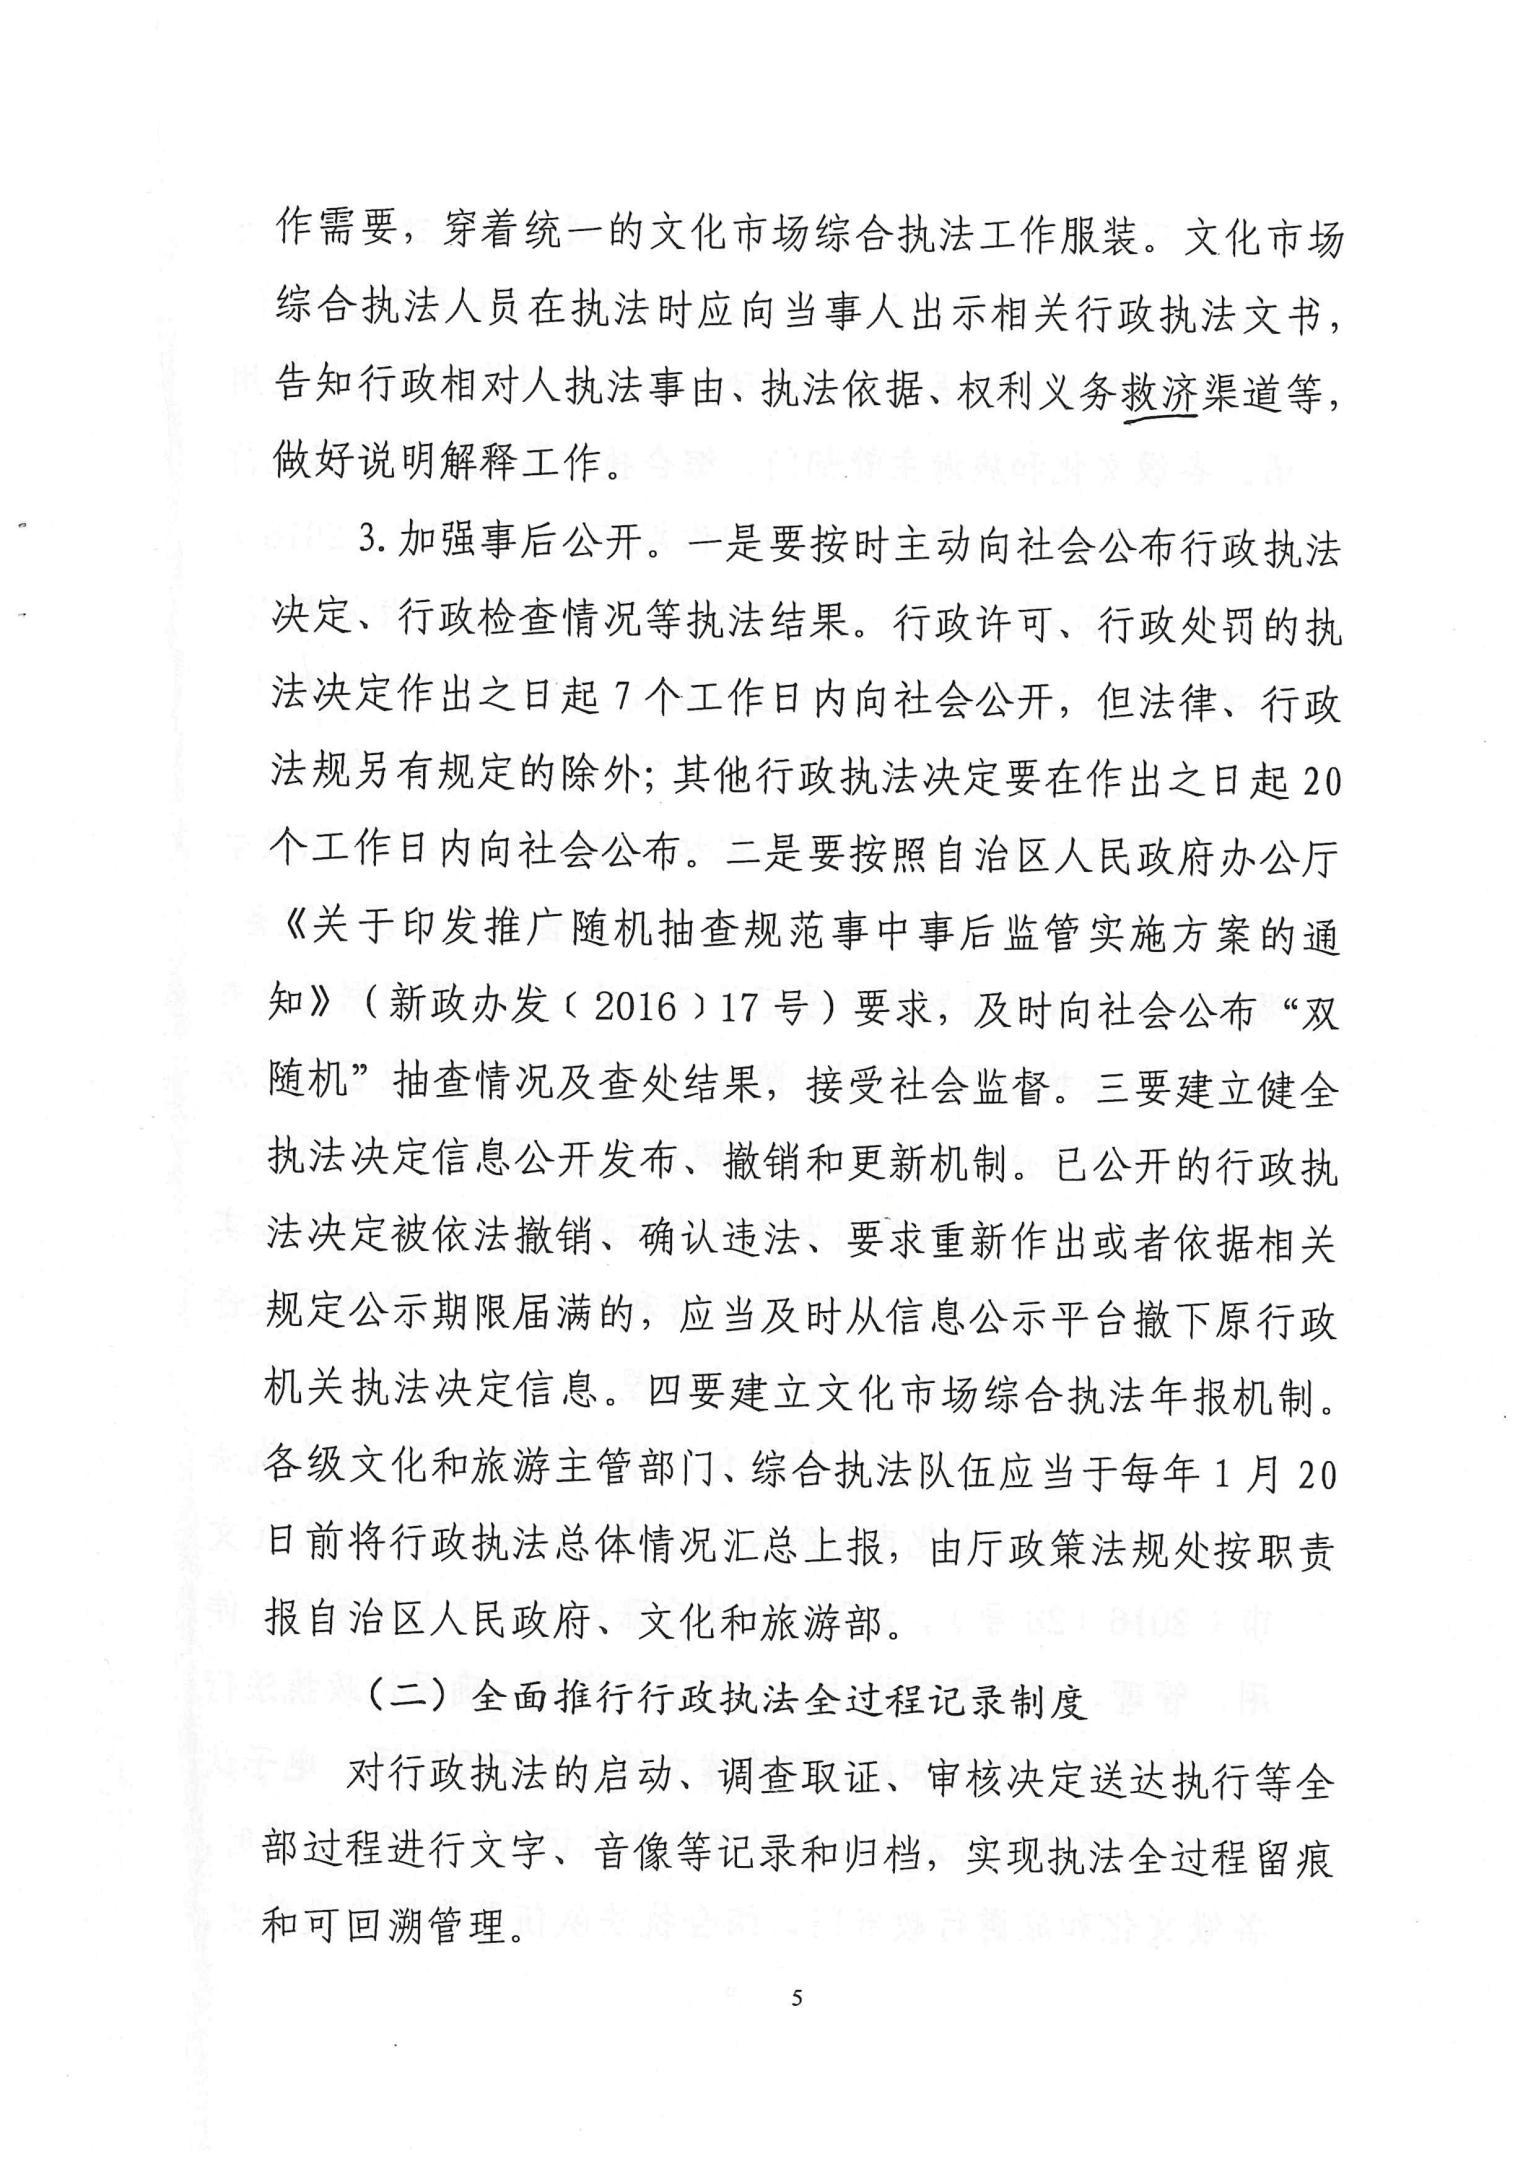 作需要，穿着统一的文化市场综合执法工作服装。文化市场
综合执法人员在执法时应向当事人出示相关行政执法文书，
告知行政相对人执法事由、执法依据、权利义务救济渠道等，
做好说明解释工作。
3.加强事后公开。一是要按时主动向社会公布行政执法
决定、行政检查情况等执法结果。行政许可、行政处罚的执
法决定作出之日起7个工作日内向社会公开，但法律、行政
法规另有规定的除外；其他行政执法决定要在作出之日起20
个工作日内向社会公布。二是要按照自治区人民政府办公厅
《关于印发推广随机抽查规范事中事后监管实施方案的通
知》（新政办发﹝2016﹞17号）要求，及时向社会公布“双
随机”抽查情况及查处结果，接受社会监督。三要建立健全
执法决定信息公开发布、撤销和更新机制。已公开的行政执
法决定被依法撤销、确认违法、要求重新作出或者依据相关
规定公示期限届满的，应当及时从信息公示平台撤下原行政
机关执法决定信息。四要建立文化市场综合执法年报机制。
各级文化和旅游主管部门、综合执法队伍应当于每年1月20
日前将行政执法总体情况汇总上报，由厅政策法规处按职责
报自治区人民政府、文化和旅游部。
（二）全面推行行政执法全过程记录制度
对行政执法的启动、调查取证、审核决定送达执行等全
部过程进行文字、音像等记录和归档，实现执法全过程留痕
和可回溯管理。
5